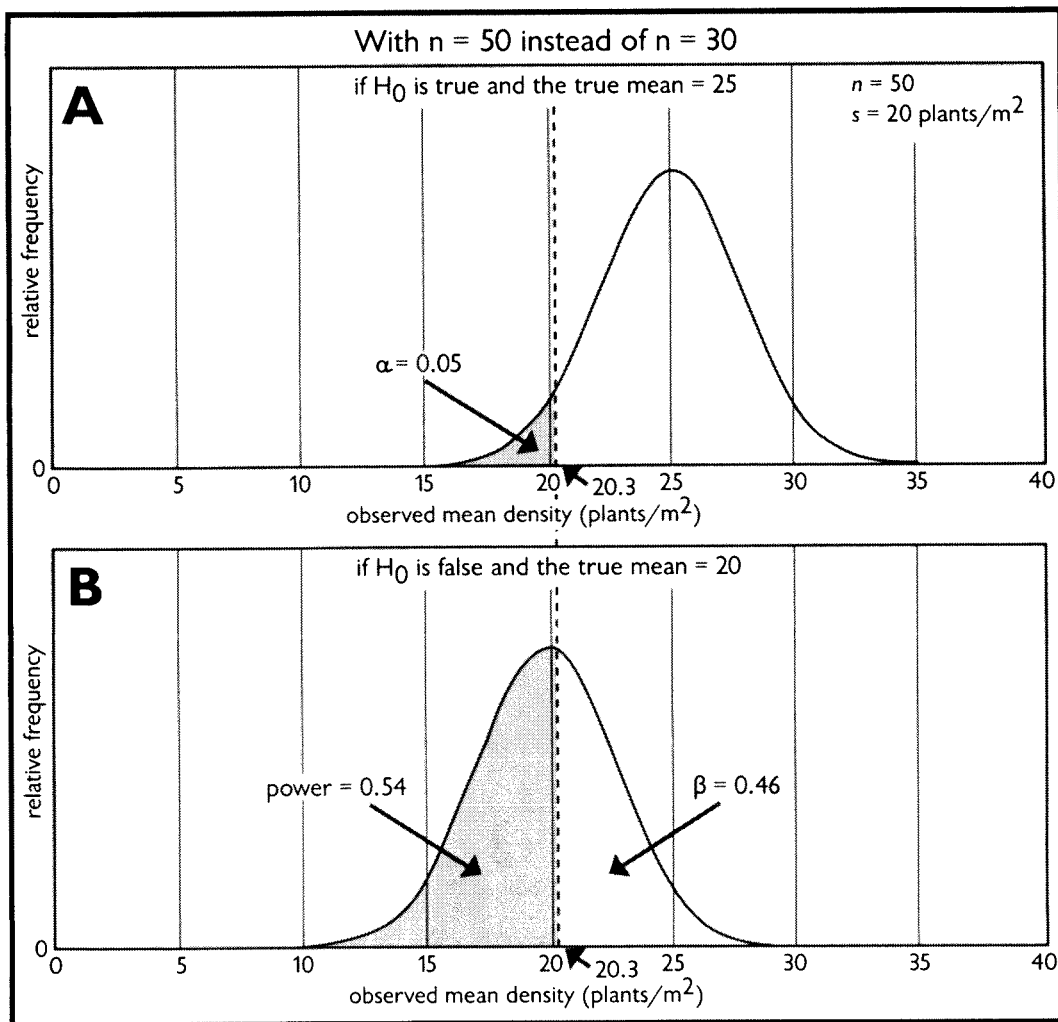 With n = 50 instead of n = 30
A
if H0 is true and the true mean = 25
n = 50
s = 20 plants/m2
relative frequency
α = 0.05
0
0 5 10 15 20 25 30 35 40
20.3
observed mean density (plants/m2)
B
if H0 is false and the true mean = 20
relative frequency
power = 0.54
β = 0.46
0
0 5 10 15 20 25 30 35 40
20.3
observed mean density (plants/m2)